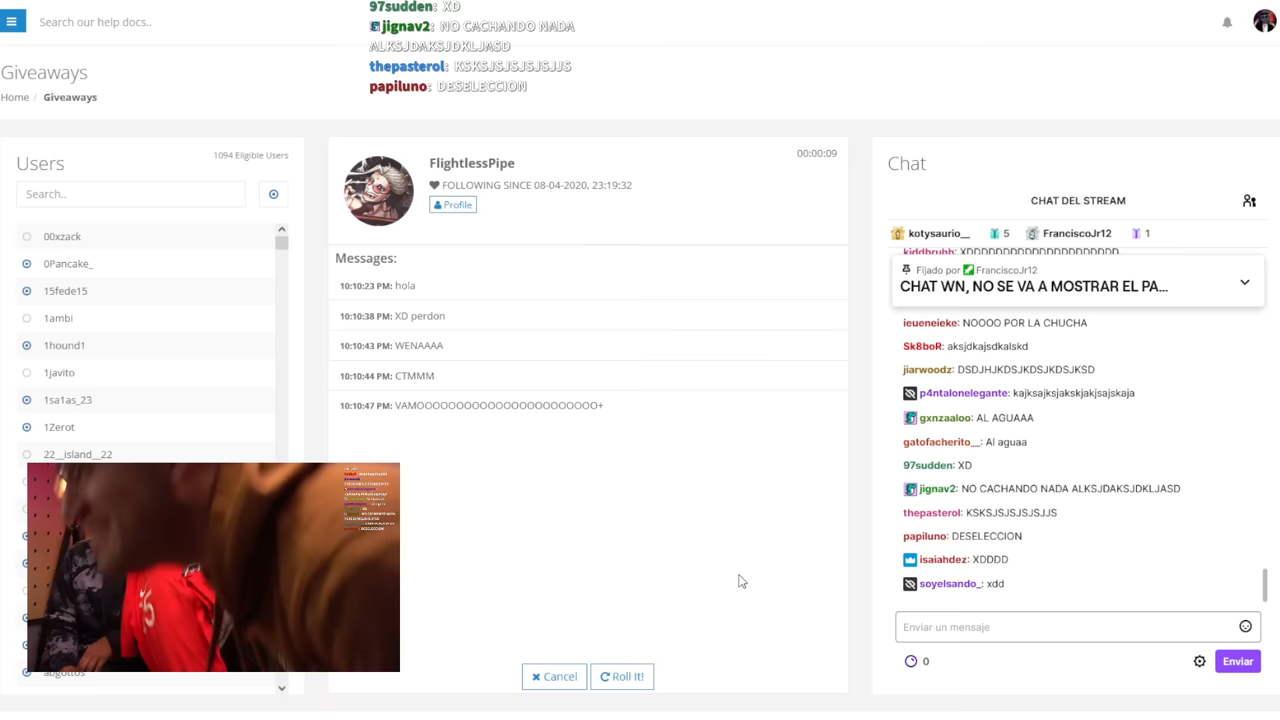 97sudden: XD
jignav2: NO CACHANDO NADA
ALKSJDAKSJDKLJASD
thepasterol: KSKSJSJSJSJSJJS
papiluno: DESELECCION
Search our help docs..
Giveaways
Home / Giveaways
Users
1094 Eligible Users
Search..
00xzack
0Pancake_
15fede15
1ambi
1hound1
1javito
1sa1as_23
1Zerot
22__island__22
FlightlessPipe
00:00:09
FOLLOWING SINCE 08-04-2020, 23:19:32
Profile
Messages:
10:10:23 PM: hola
10:10:38 PM: XD perdon
10:10:43 PM: WENAAAA
10:10:44 PM: CTMMM
10:10:47 PM: VAMOOOOOOOOOOOOOOOOOOOOOOO+
Cancel
Roll It!
Chat
CHAT DEL STREAM
kotysaurio__ 5 FranciscoJr12 1
Fijado por FranciscoJr12
CHAT WN, NO SE VA A MOSTRAR EL PA...
ieueneieke: NOOOO POR LA CHUCHA
Sk8boR: aksjdkajsdkalskd
jiarwoodz: DSDJHJKDSJKDSJKDSJKSD
p4ntalonelegante: kajksajksjakskjakjsajskaja
gxnzaaloo: AL AGUAAA
gatofacherito__: Al aguaa
97sudden: XD
jignav2: NO CACHANDO NADA ALKSJDAKSJDKLJASD
thepasterol: KSKSJSJSJSJSJJS
papiluno: DESELECCION
isaiahdez: XDDDD
soyelsando_: xdd
Enviar un mensaje
0
Enviar